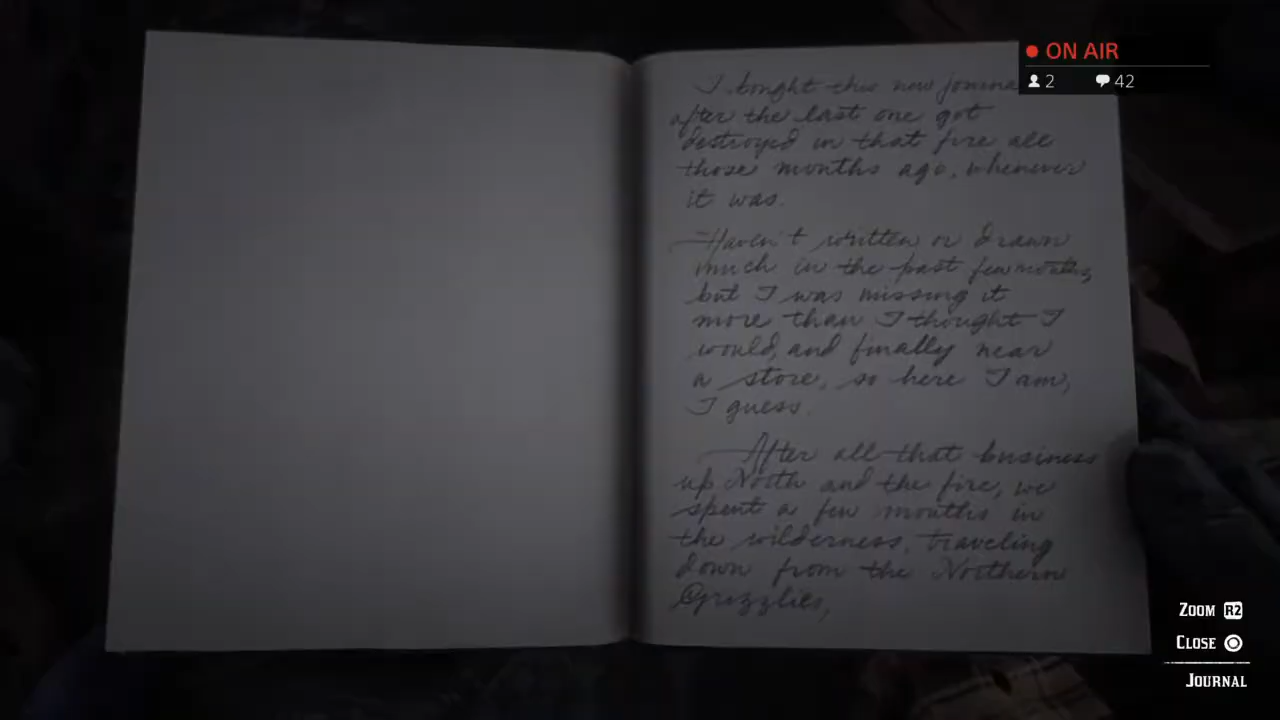 ON AIR
2 42
I bought this new journa
after the last one got
destroyed in that fire all
those months ago, whenever
it was.
Haven't written or drawn
much in the past few months,
but I was missing it
more than I thought I
would, and finally near
a store, so here I am,
I guess.
After all that business
up North and the fire, we
spent a few months in
the wilderness, traveling
down from the Northern
Grizzlies,
ZOOM R2
CLOSE
JOURNAL